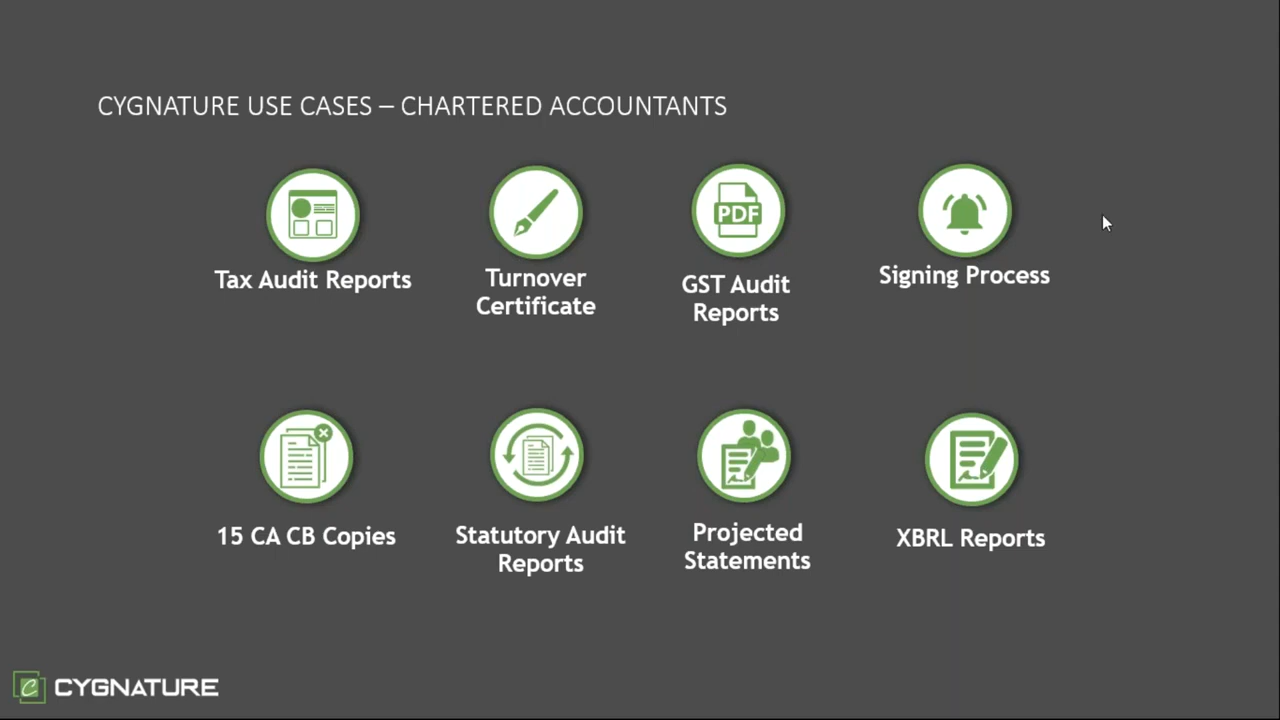 CYGNATURE USE CASES – CHARTERED ACCOUNTANTS
Tax Audit Reports
Turnover
Certificate
PDF
GST Audit
Reports
Signing Process
15 CA CB Copies
Statutory Audit
Reports
Projected
Statements
XBRL Reports
CYGNATURE